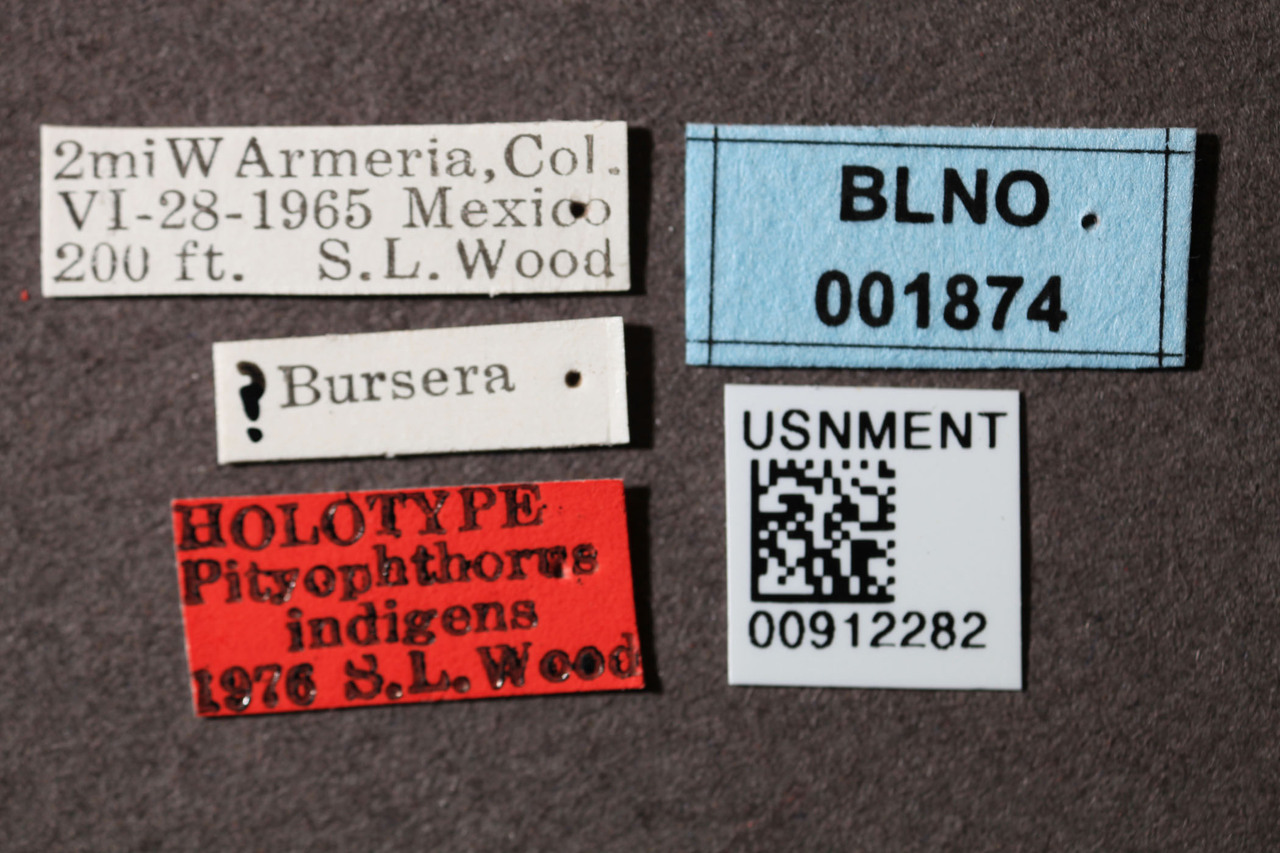 2mi W Armeria, Col.
VI-28-1965 Mexico
200 ft. S.L. Wood
? Bursera
HOLOTYPE
Pityophthorus
indigens
1976 S.L. Wood
BLNO
001874
USNMENT
00912282